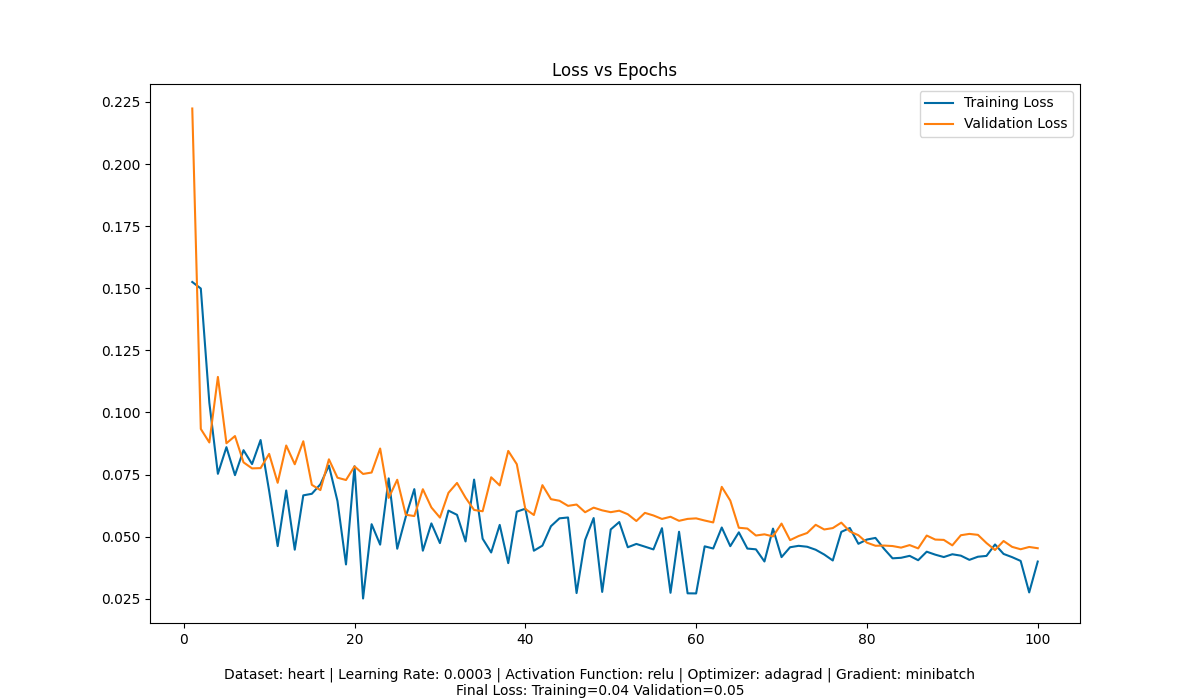 Loss vs Epochs
Training Loss
Validation Loss
0.225
0.200
0.175
0.150
0.125
0.100
0.075
0.050
0.025
0 20 40 60 80 100
Dataset: heart | Learning Rate: 0.0003 | Activation Function: relu | Optimizer: adagrad | Gradient: minibatch
Final Loss: Training=0.04 Validation=0.05